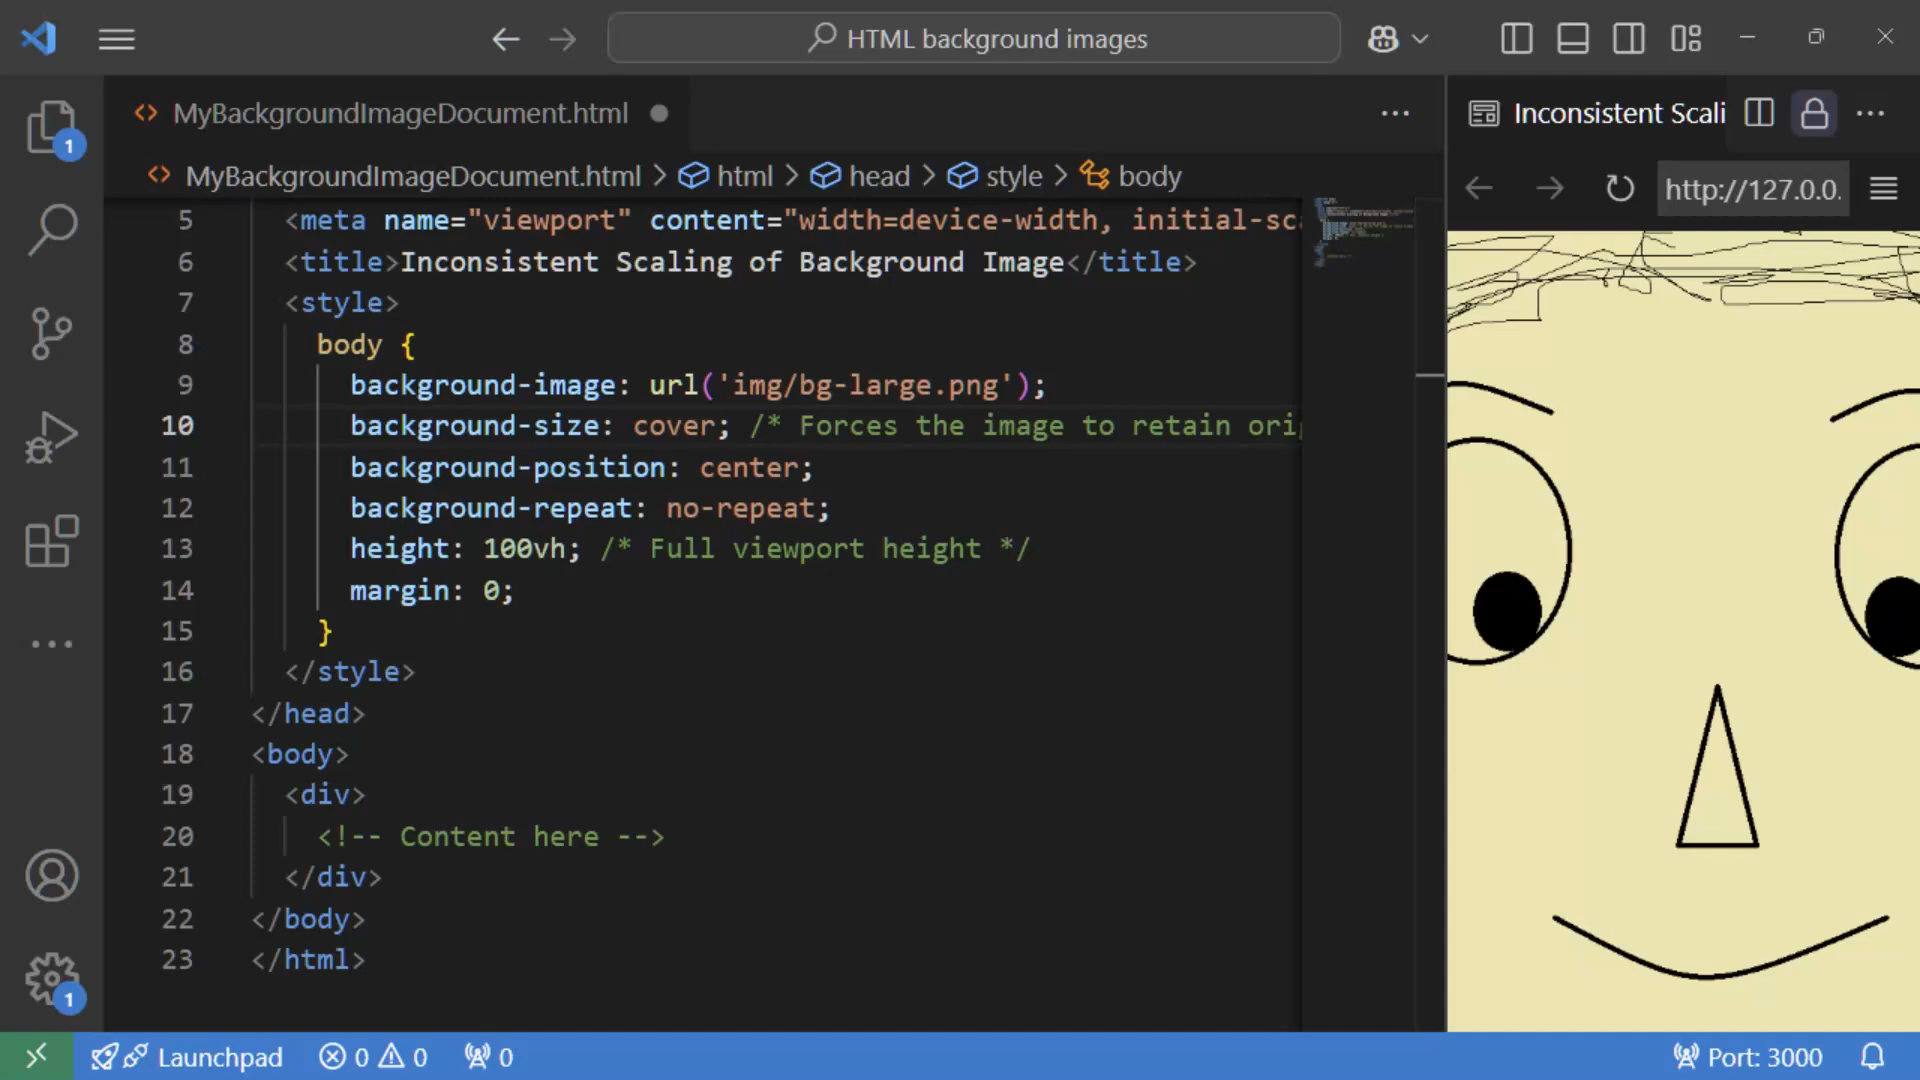 HTML background images
MyBackgroundImageDocument.html
Inconsistent Scali
MyBackgroundImageDocument.html > html > head > style > body
http://127.0.0.
1
5 <meta name="viewport" content="width=device-width, initial-sca
6 <title>Inconsistent Scaling of Background Image</title>
7 <style>
8 body {
9 background-image: url('img/bg-large.png');
10 background-size: cover; /* Forces the image to retain orig
11 background-position: center;
12 background-repeat: no-repeat;
13 height: 100vh; /* Full viewport height */
14 margin: 0;
15 }
16 </style>
17 </head>
18 <body>
19 <div>
20 <!-- Content here -->
21 </div>
22 </body>
23 </html>
1
Launchpad 0 0 0 Port: 3000